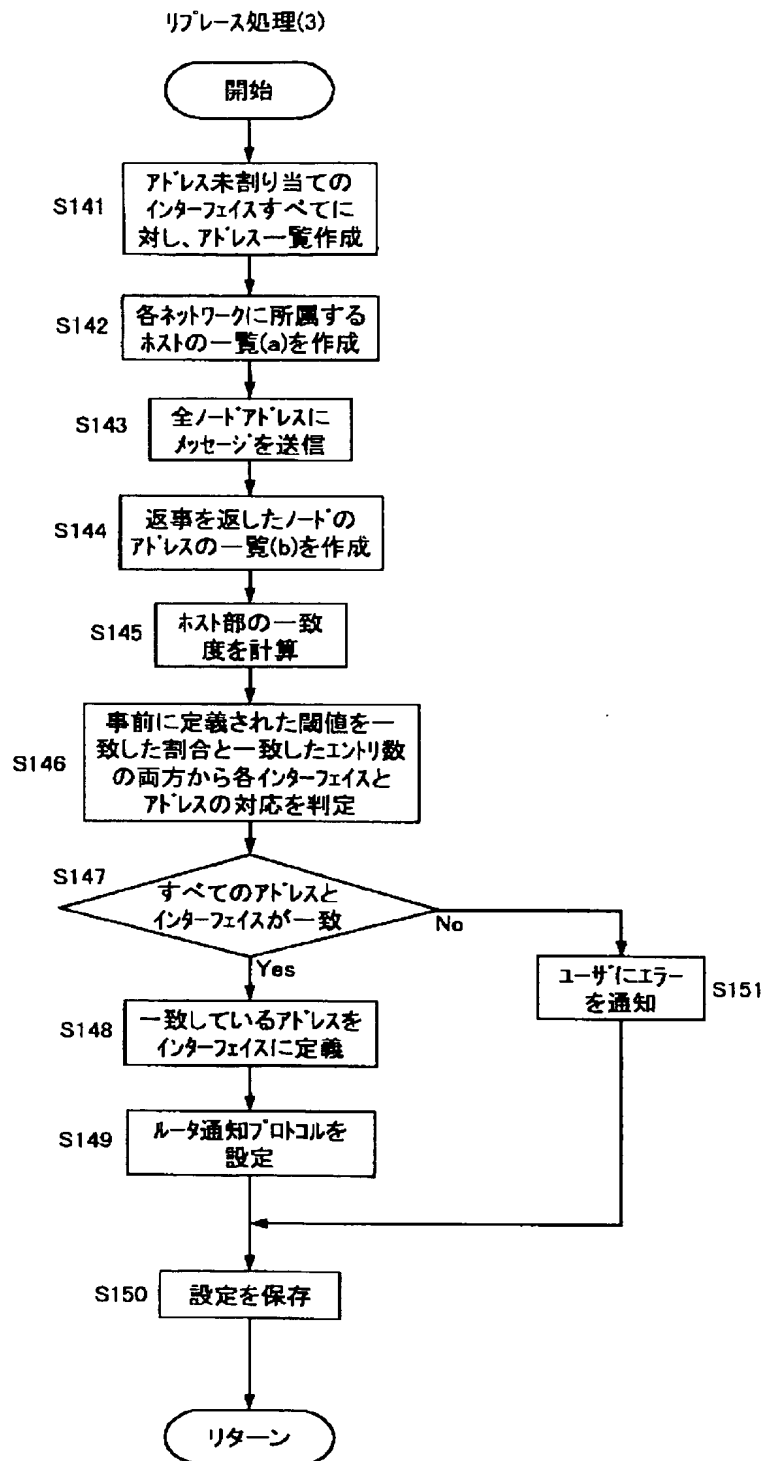 リプレース処理(3)
開始
S141
アドレス未割り当ての
インターフェイスすべてに
対し、アドレス一覧作成
S142
各ネットワークに所属する
ホストの一覧(a)を作成
S143
全ノードアドレスに
メッセージを送信
S144
返事を返したノードの
アドレスの一覧(b)を作成
S145
ホスト部の一致
度を計算
S146
事前に定義された閾値を一
致した割合と一致したエントリ数
の両方から各インターフェイスと
アドレスの対応を判定
S147
すべてのアドレスと
インターフェイスが一致
No
Yes
ユーザにエラー
を通知
S151
S148
一致しているアドレスを
インターフェイスに定義
S149
ルータ通知プロトコルを
設定
S150
設定を保存
リターン